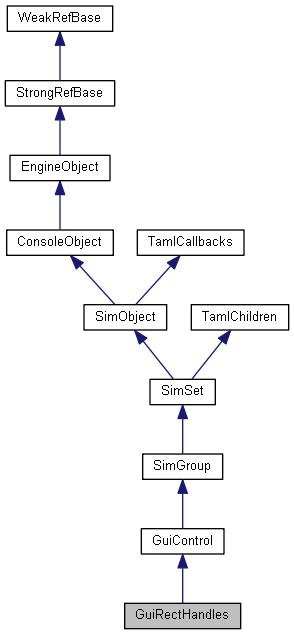 WeakRefBase
StrongRefBase
EngineObject
ConsoleObject
TamlCallbacks
SimObject
TamlChildren
SimSet
SimGroup
GuiControl
GuiRectHandles